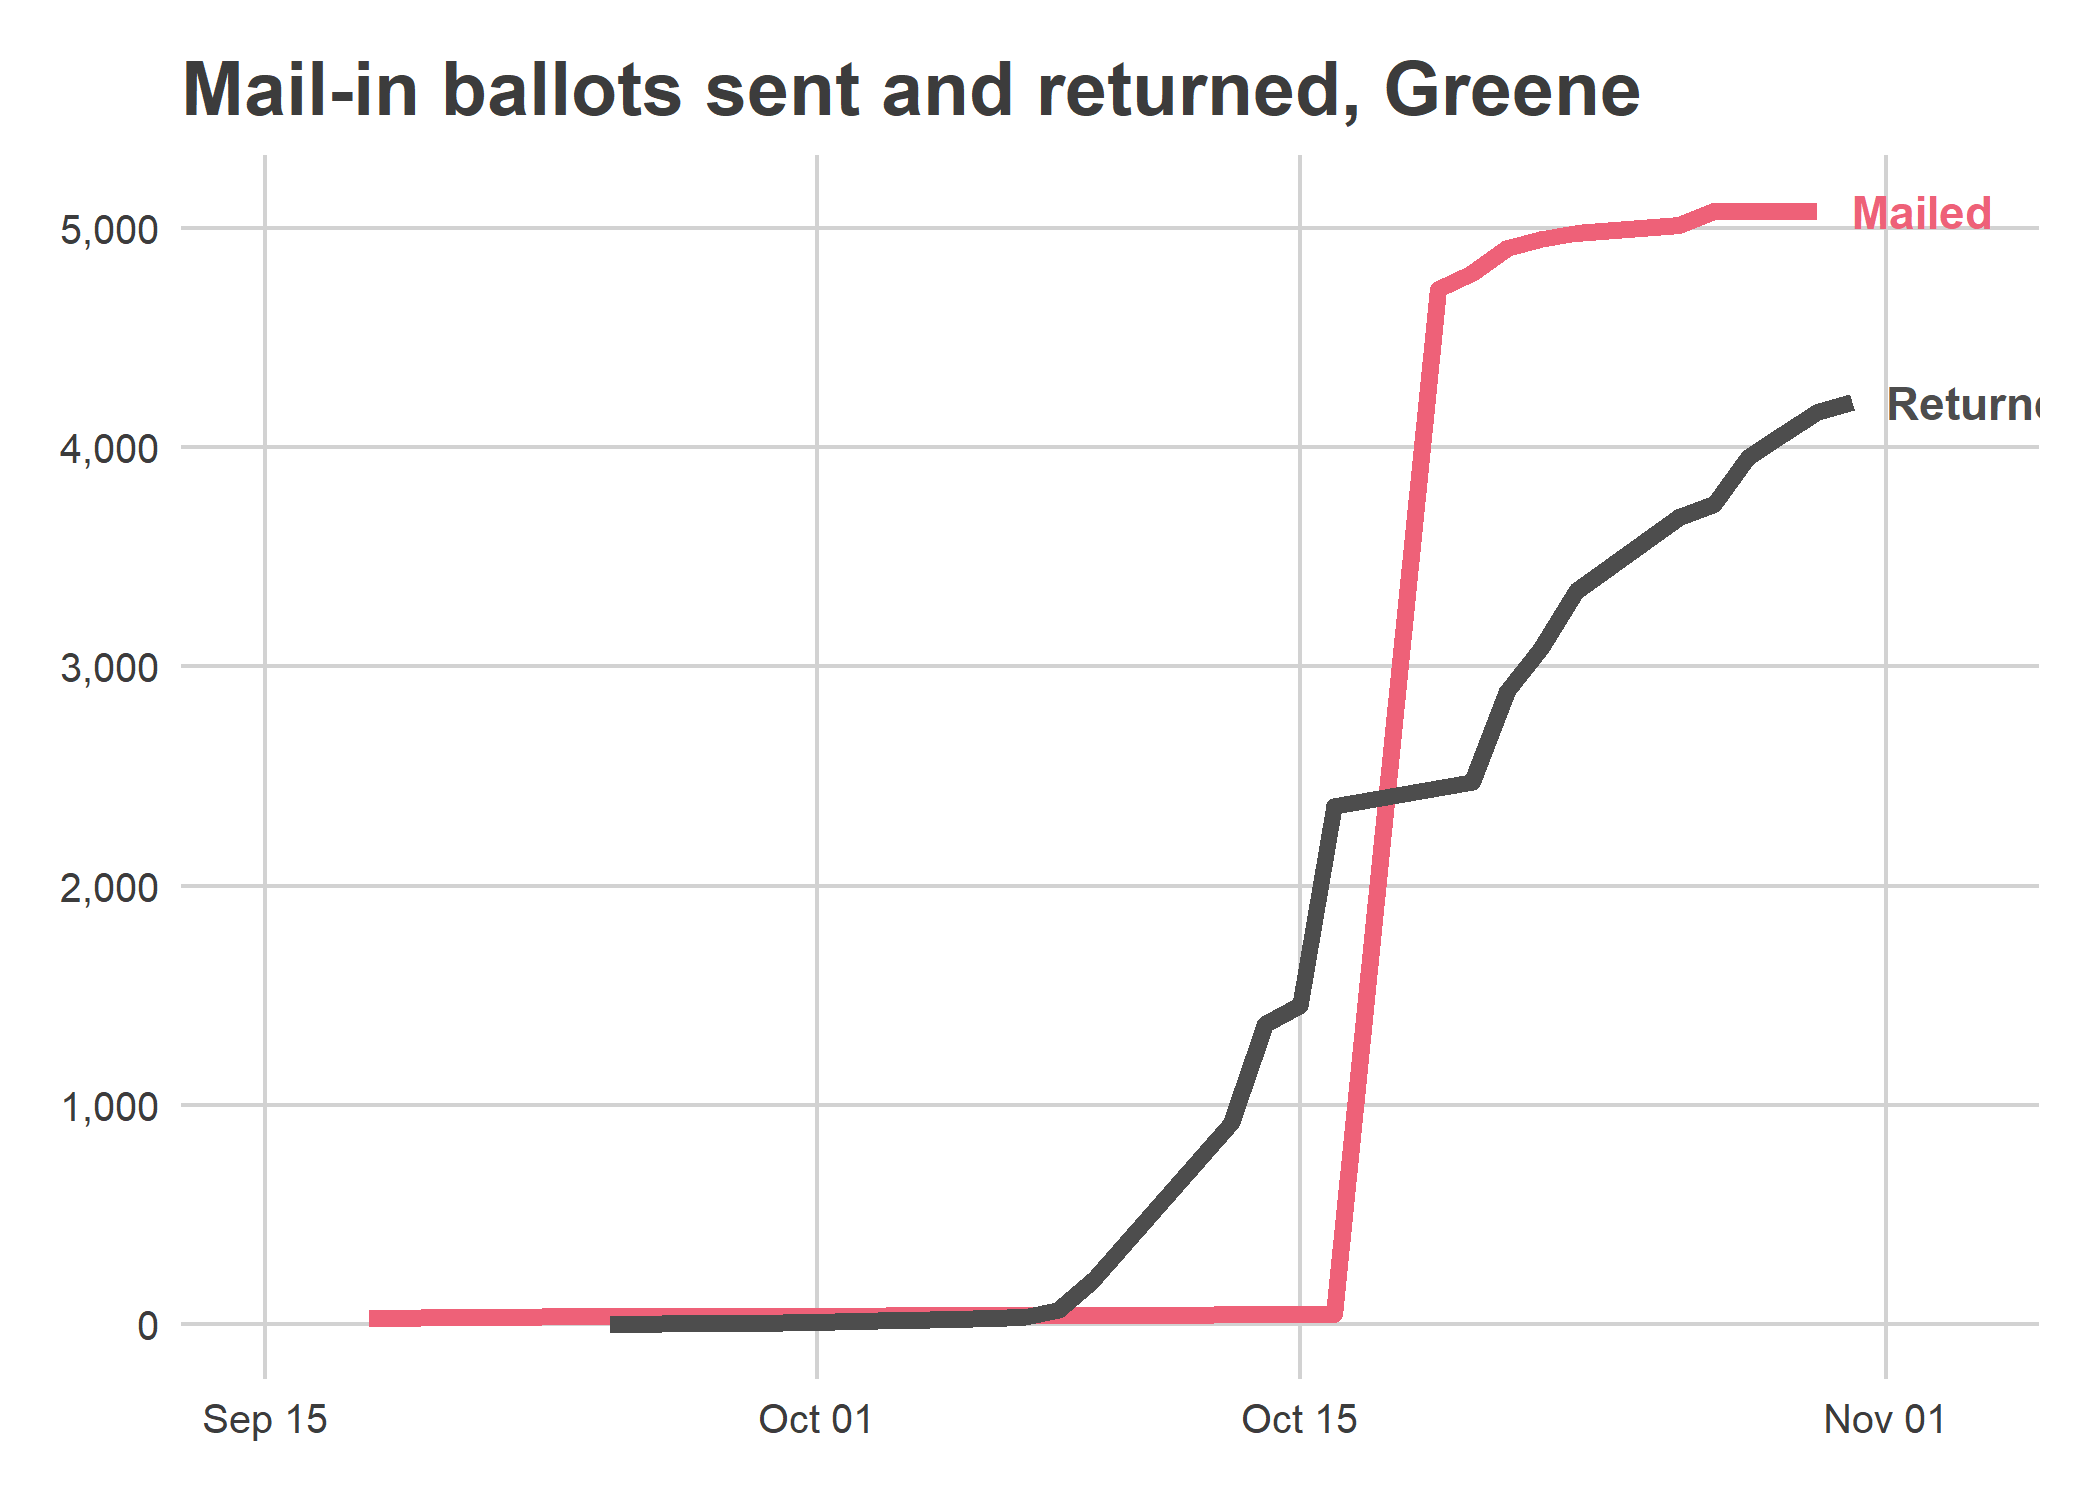 Mail-in ballots sent and returned, Greene
5,000
4,000
3,000
2,000
1,000
0
Mailed
Sep 15
Oct 01
Oct 15
Nov 01